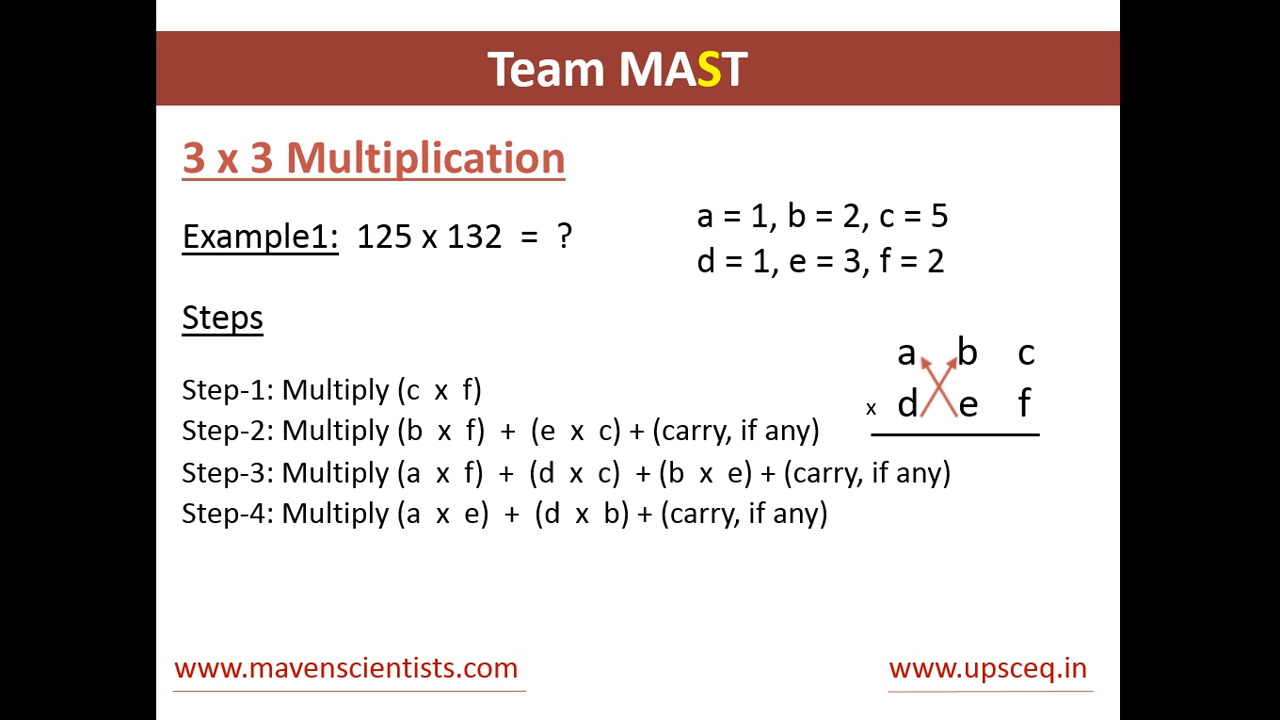 Team MAST
3 x 3 Multiplication
Example1: 125 x 132 = ?
a = 1, b = 2, c = 5
d = 1, e = 3, f = 2
Steps
a b c
x d e f
Step-1: Multiply (c x f)
Step-2: Multiply (b x f) + (e x c) + (carry, if any)
Step-3: Multiply (a x f) + (d x c) + (b x e) + (carry, if any)
Step-4: Multiply (a x e) + (d x b) + (carry, if any)
www.mavenscientists.com
www.upsceq.in